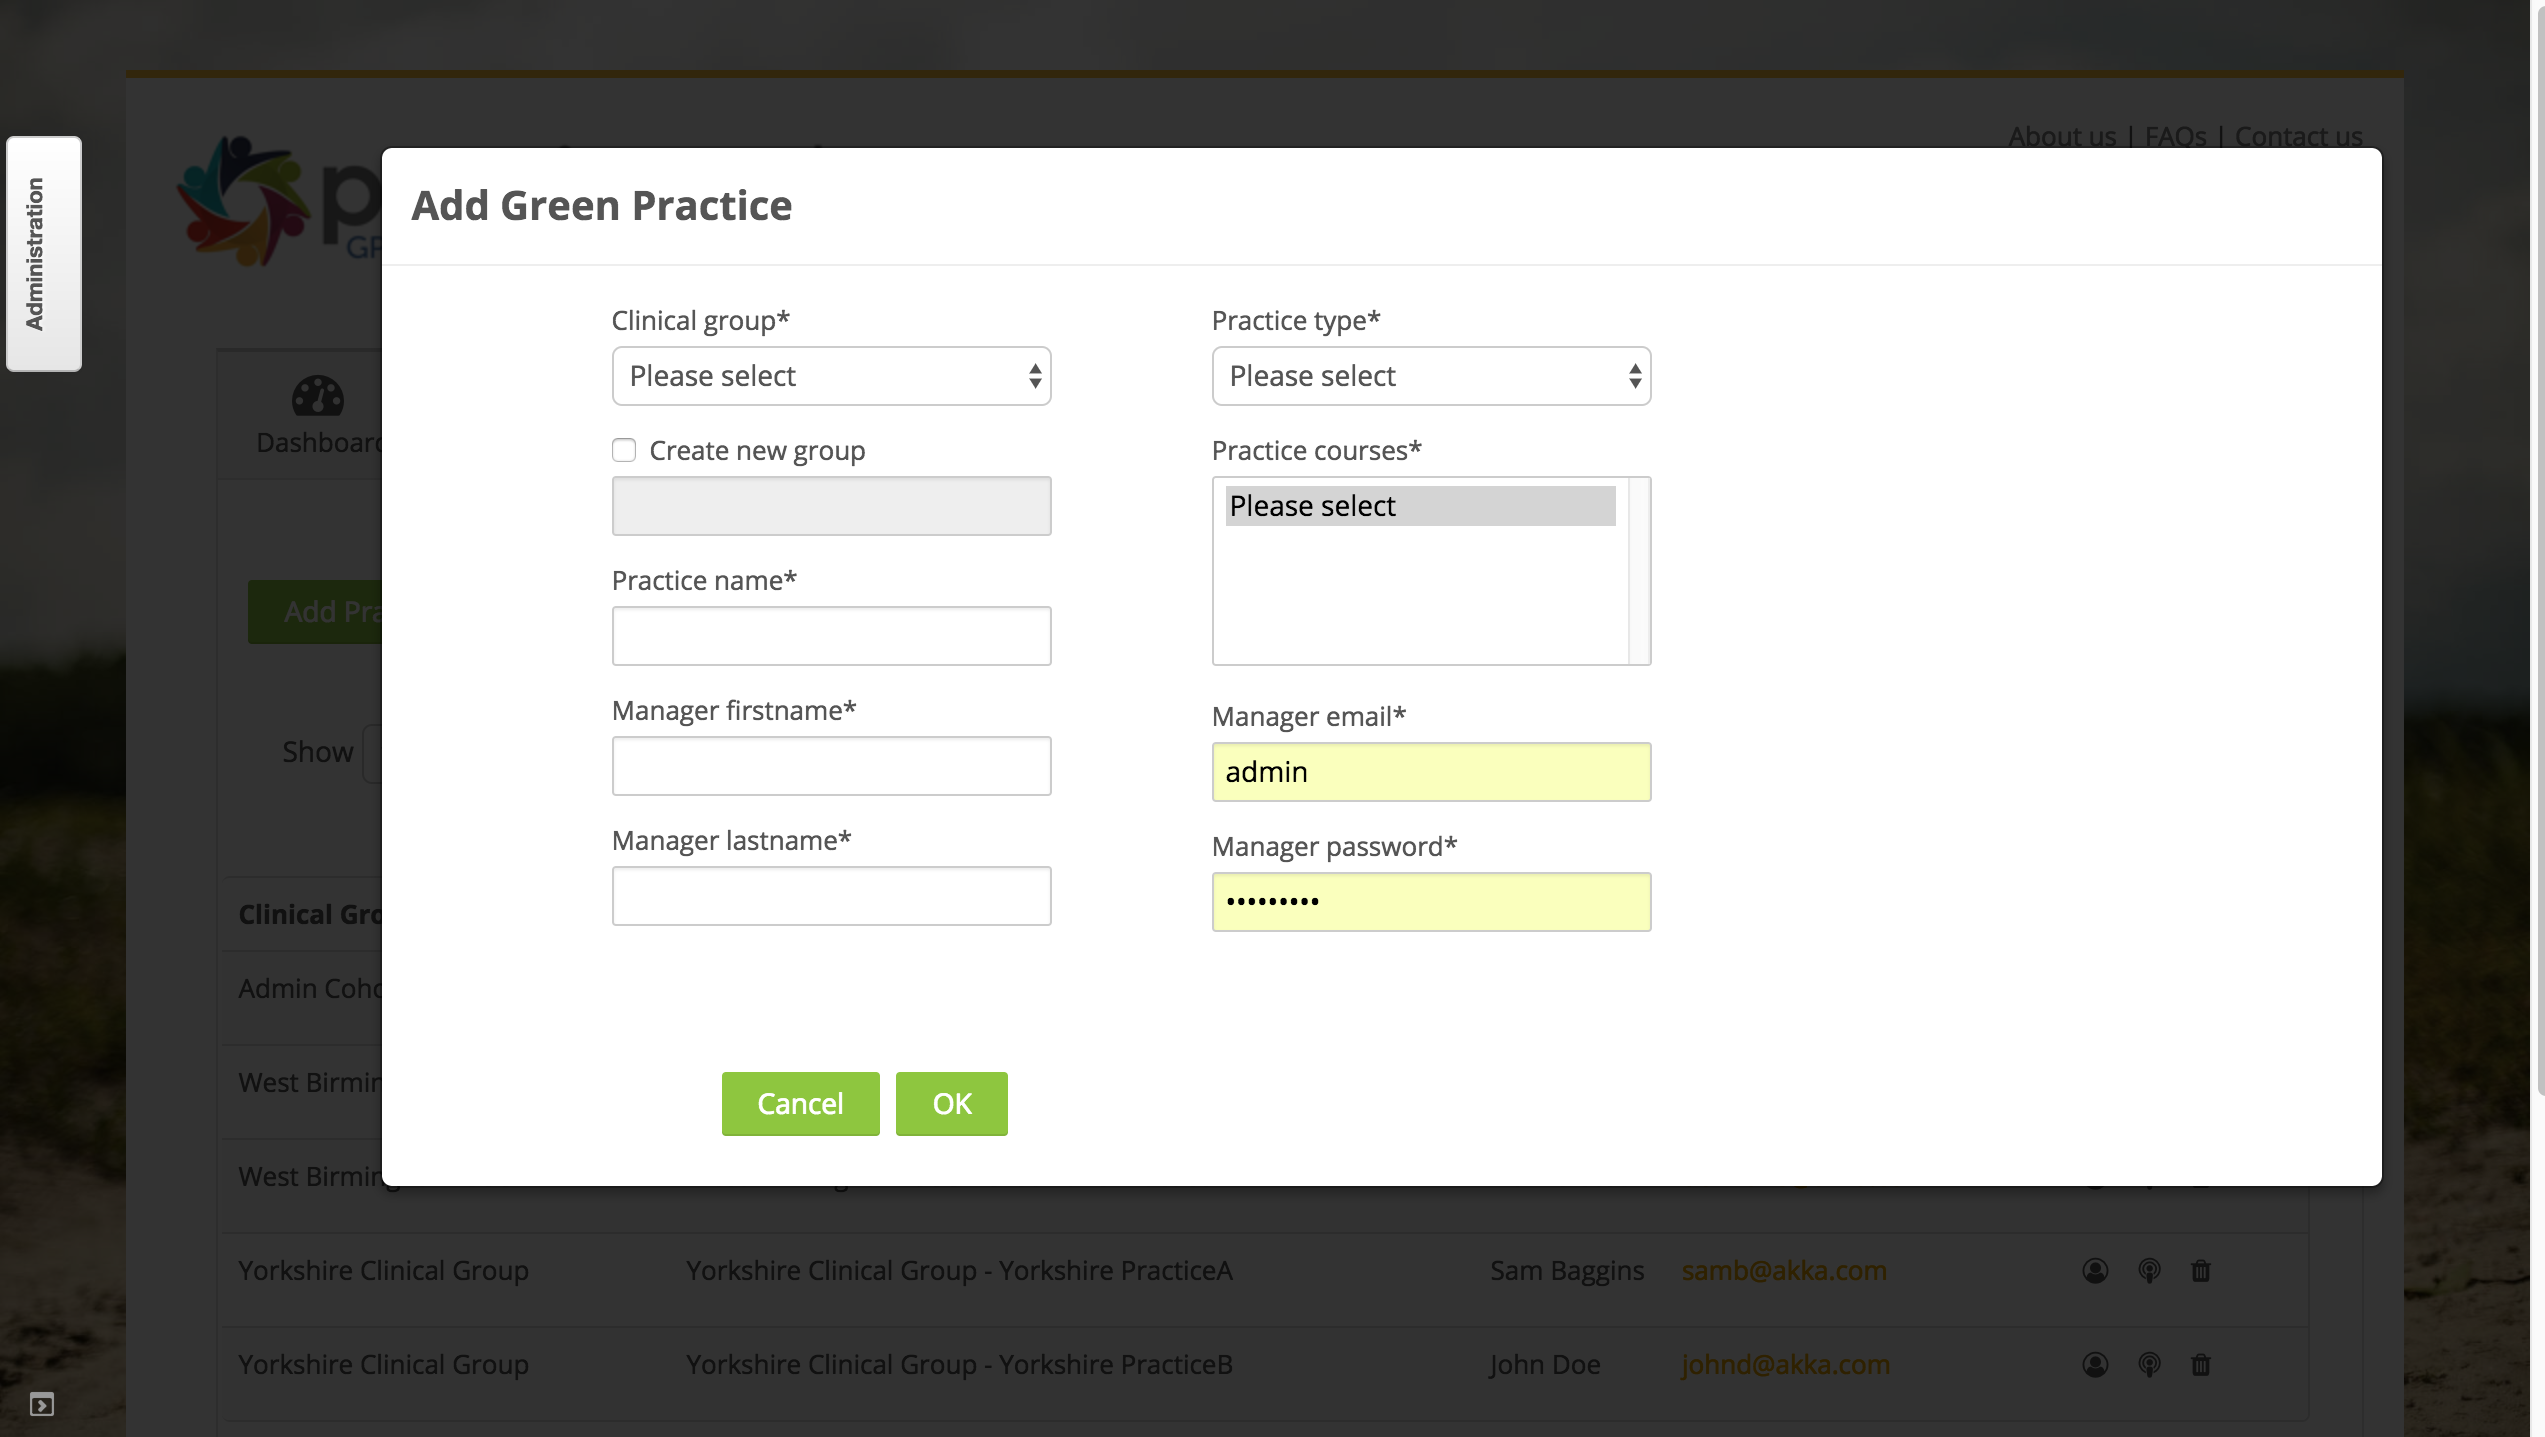 About us | FAQs | Contact us
Administration
p
GP
Add Green Practice
Clinical group*
Please select
Create new group
Practice name*
Manager firstname*
Manager lastname*
Practice type*
Please select
Practice courses*
Please select
Manager email*
admin
Manager password*
•••••••••
Cancel
OK
Dashboard
Add Pra
Show
Clinical Gro
Admin Coho
West Birmin
West Birming
Yorkshire Clinical Group Yorkshire Clinical Group - Yorkshire PracticeA Sam Baggins samb@akka.com
Yorkshire Clinical Group Yorkshire Clinical Group - Yorkshire PracticeB John Doe johnd@akka.com